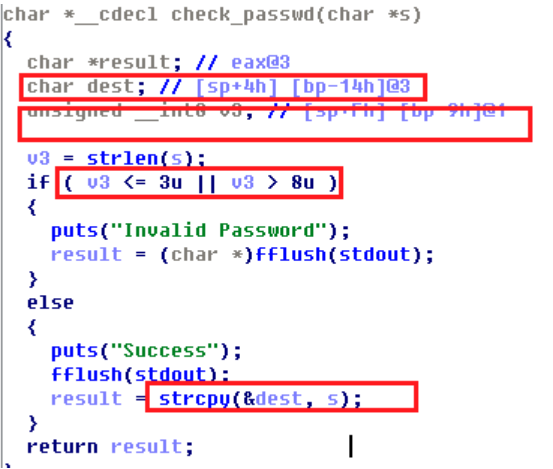 char *__cdecl check_passwd(char *s)
{
char *result; // eax@3
char dest; // [sp+4h] [bp-14h]@3
unsigned __int8 v3; // [sp+Fh] [bp-9h]@1
v3 = strlen(s);
if ( v3 <= 3u || v3 > 8u )
{
puts("Invalid Password");
result = (char *)fflush(stdout);
}
else
{
puts("Success");
fflush(stdout);
result = strcpy(&dest, s);
}
return result;
}